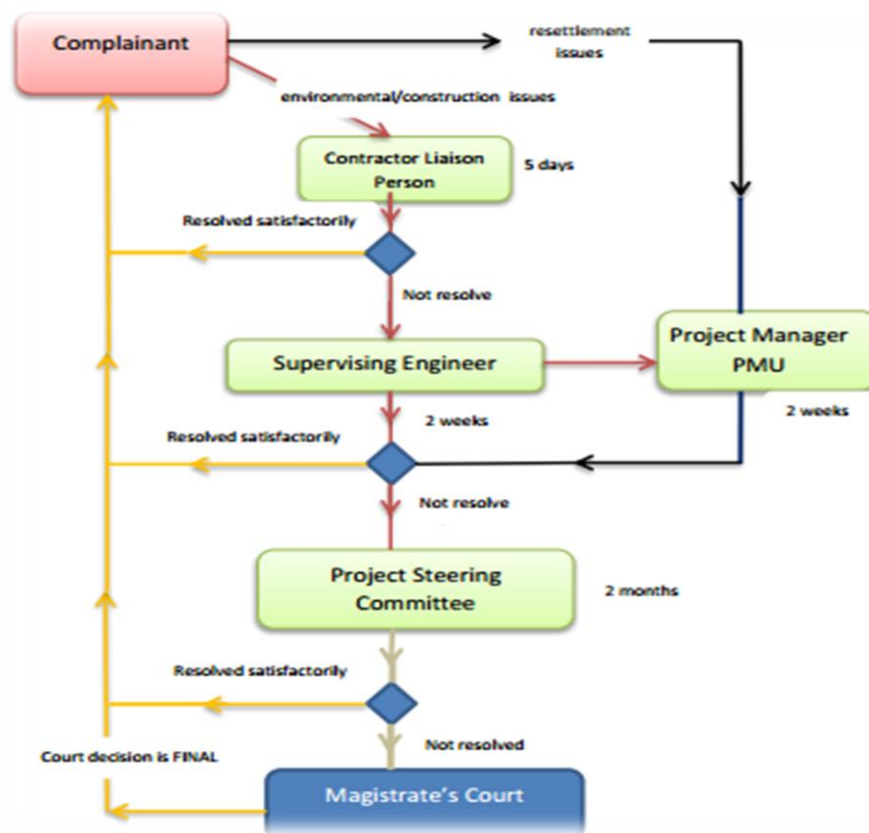 Complainant
resettlement
issues
environmental/construction issues
Contractor Liaison
Person
5 days
Resolved satisfactorily
Not resolve
Supervising Engineer
Project Manager
PMU
2 weeks
2 weeks
Resolved satisfactorily
Not resolve
Project Steering
Committee
2 months
Resolved satisfactorily
Not resolved
Court decision is FINAL
Magistrate's Court